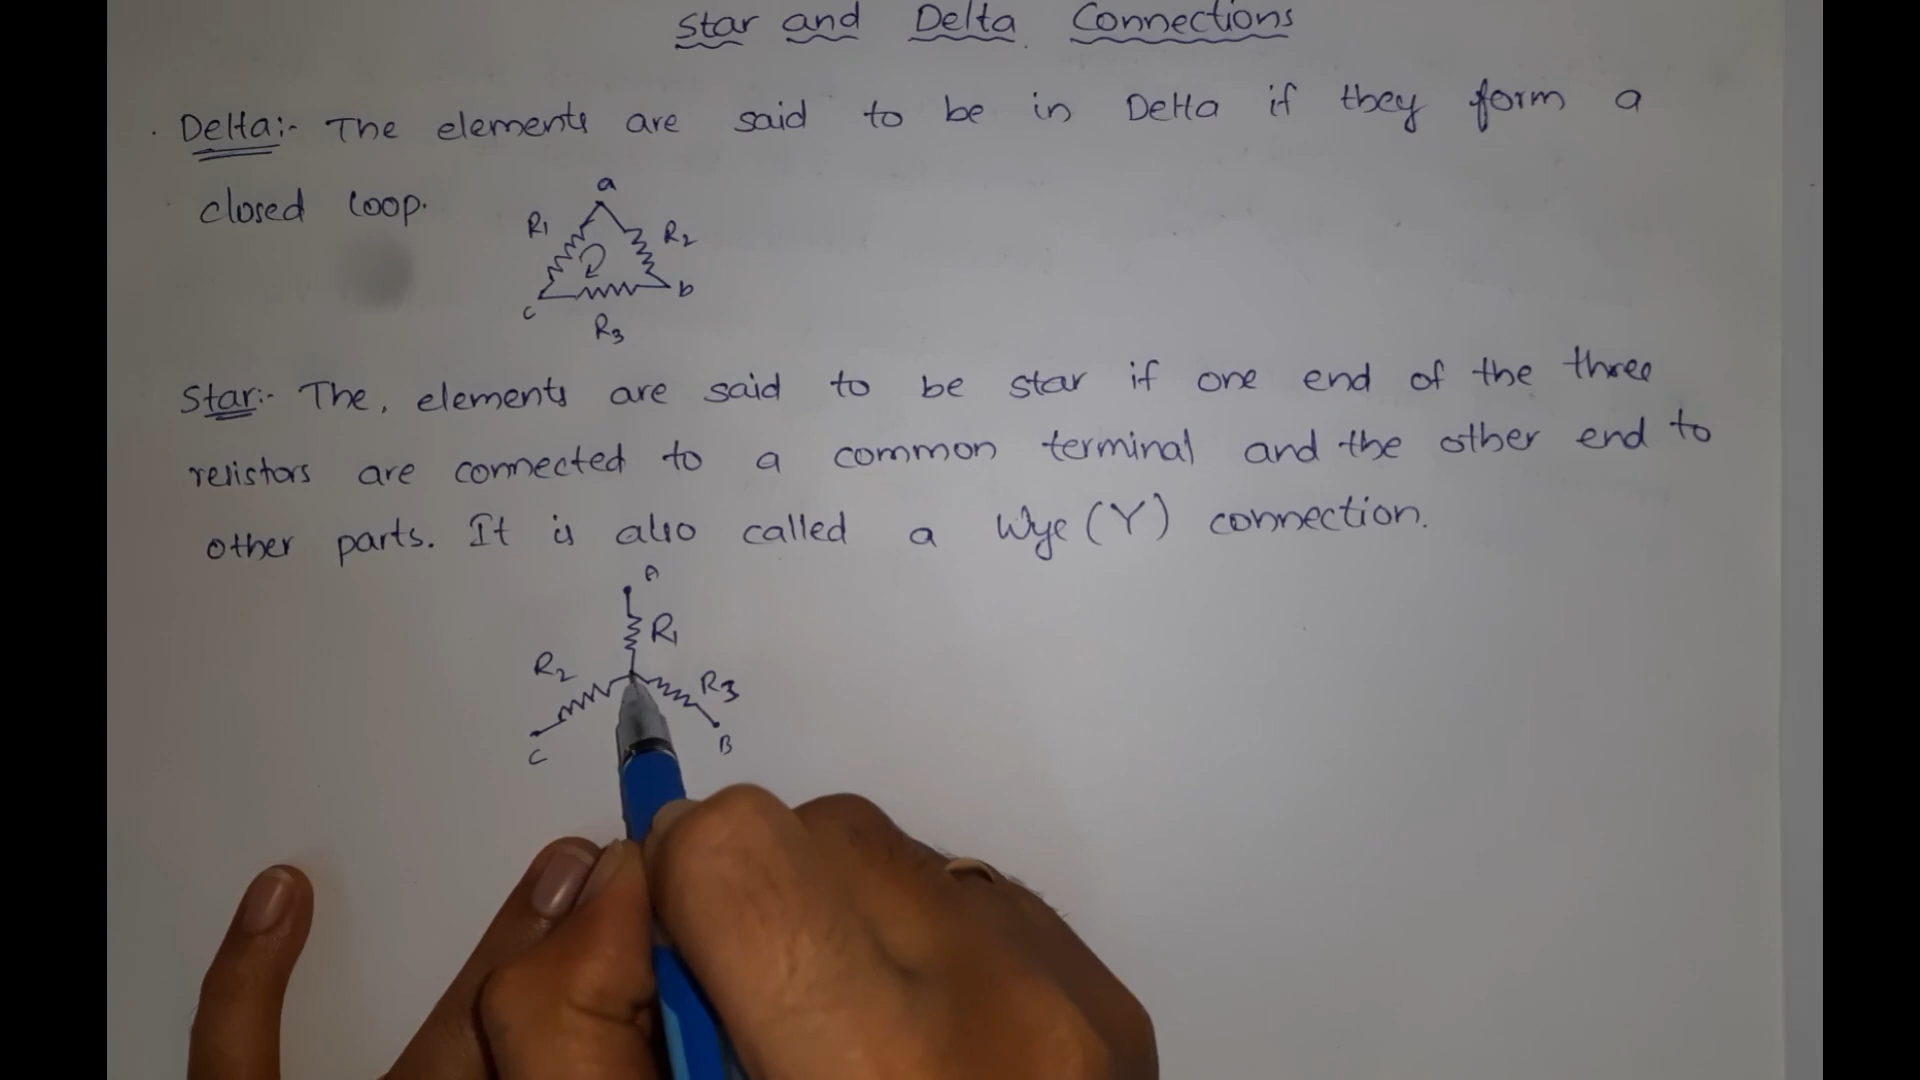 Star and Delta Connections
Delta:- The elements are said to be in Delta if they form a
closed loop.
a
R1
R2
c
b
R3
Star:- The, elements are said to be star if one end of the three
resistors are connected to a common terminal and the other end to
other parts. It is also called a Wye (Y) connection.
A
R1
R2
R3
C
B